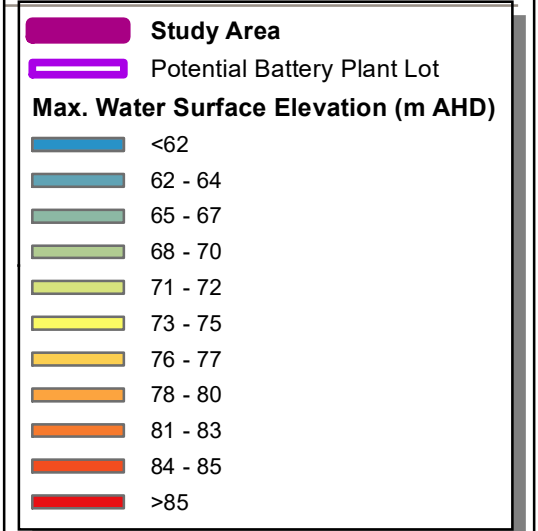 Study Area
Potential Battery Plant Lot
Max. Water Surface Elevation (m AHD)
<62
62 - 64
65 - 67
68 - 70
71 - 72
73 - 75
76 - 77
78 - 80
81 - 83
84 - 85
>85